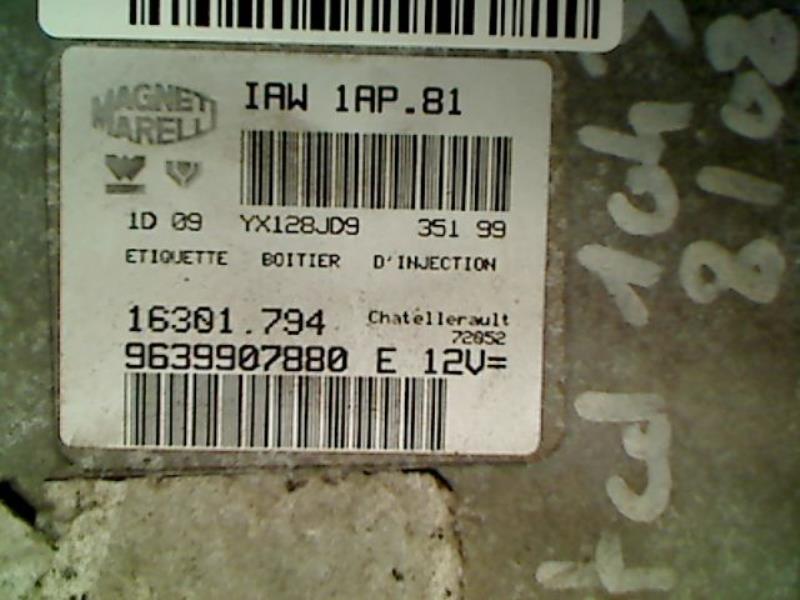 MAGNETI MARELLI
IAW 1AP.81
1D 09 YX128JD9 351 99
ETIQUETTE BOITIER D'INJECTION
16301.794 Chatellerault
72052
9639907880 E 12V=